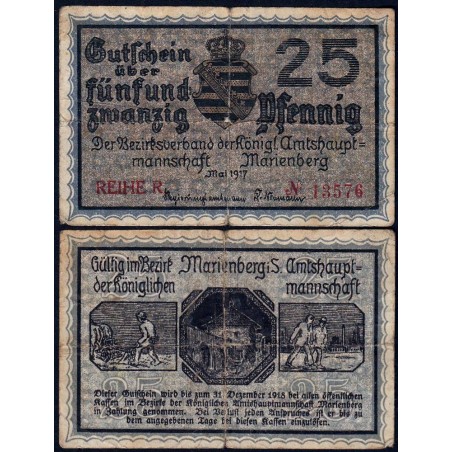 Gutschein
über
fünfund
zwanzig
25
Pfennig
Der Bezirksverband der Königl. Amtshaupt=
mannschaft Marienberg
Mai 1917
REIHE R.
№ 13576
Gültig im Bezirk Marienberg i. S. Amtshaupt=
der Königlichen mannschaft
25 25
Dieser Gutschein wird bis zum 31 Dezember 1918 bei allen öffentlichen
Kassen im Bezirke der Königlichen Amtshauptmannschaft Marienberg
in Zahlung genommen. Bei Verlust jeden Anspruches ist er bis zu
dem angegebenen Tage bei diesen Kassen einzulösen.